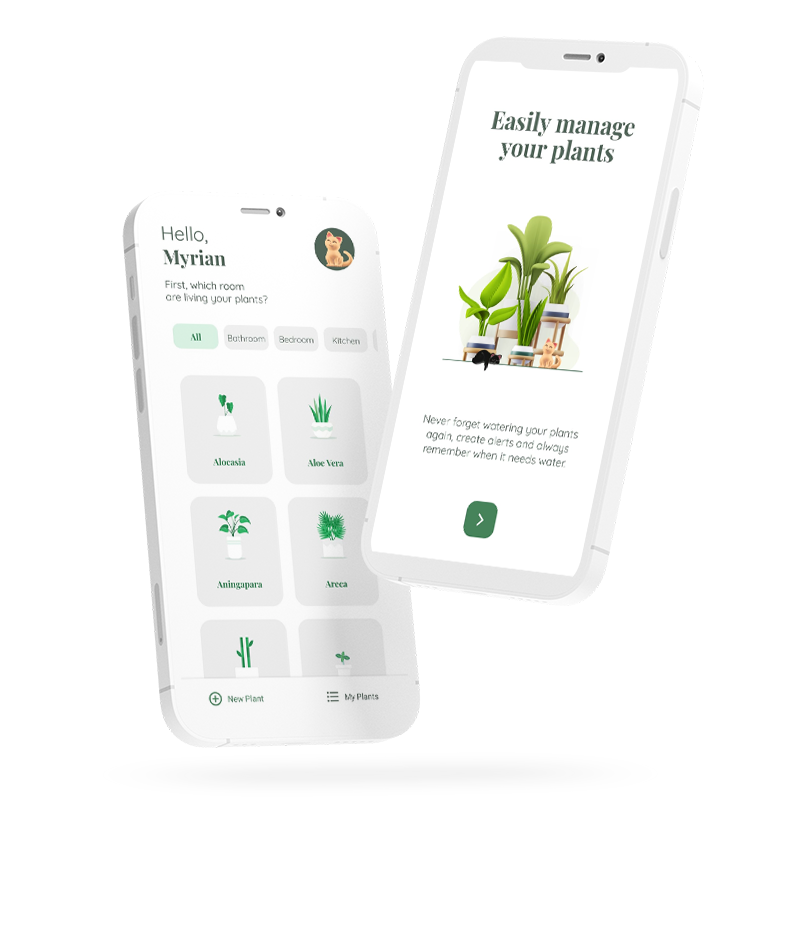 Hello,
Myrian
First, which room
are living your plants?
All
Bathroom
Bedroom
Kitchen
Alocasia
Aloe Vera
Aningapara
Areca
New Plant
My Plants
Easily manage
your plants
Never forget watering your plants
again, create alerts and always
remember when it needs water.